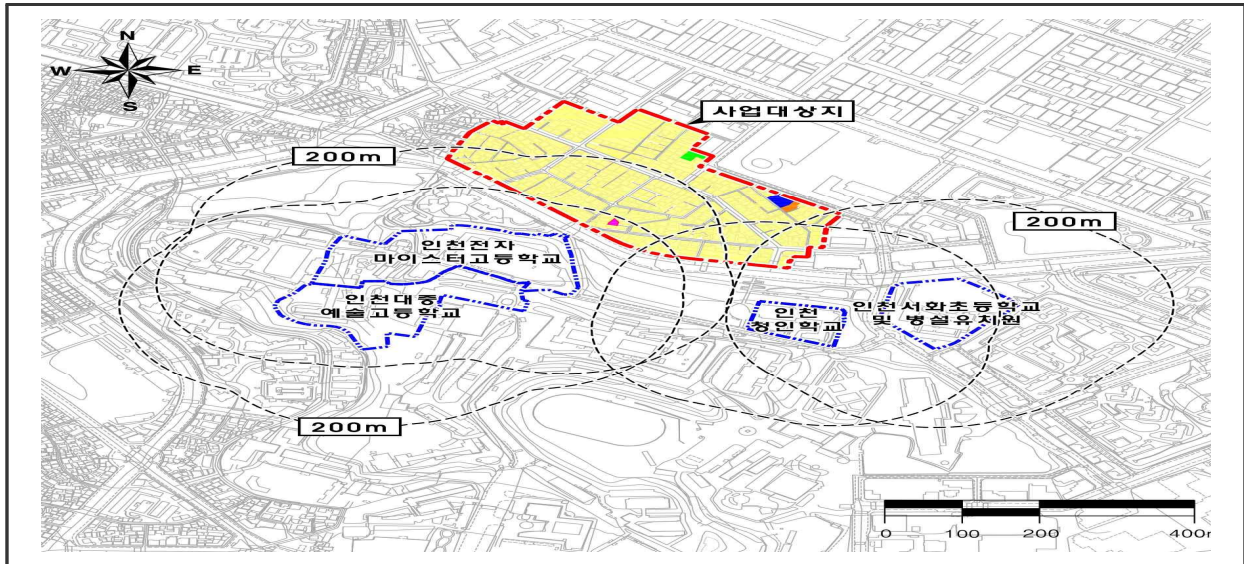 N
W E
S
사업대상지
200m
200m
인천전자
마이스터고등학교
인천대중
예술고등학교
인천
청인학교
인천서화초등학교
및 병설유치원
200m
0 100 200 400m